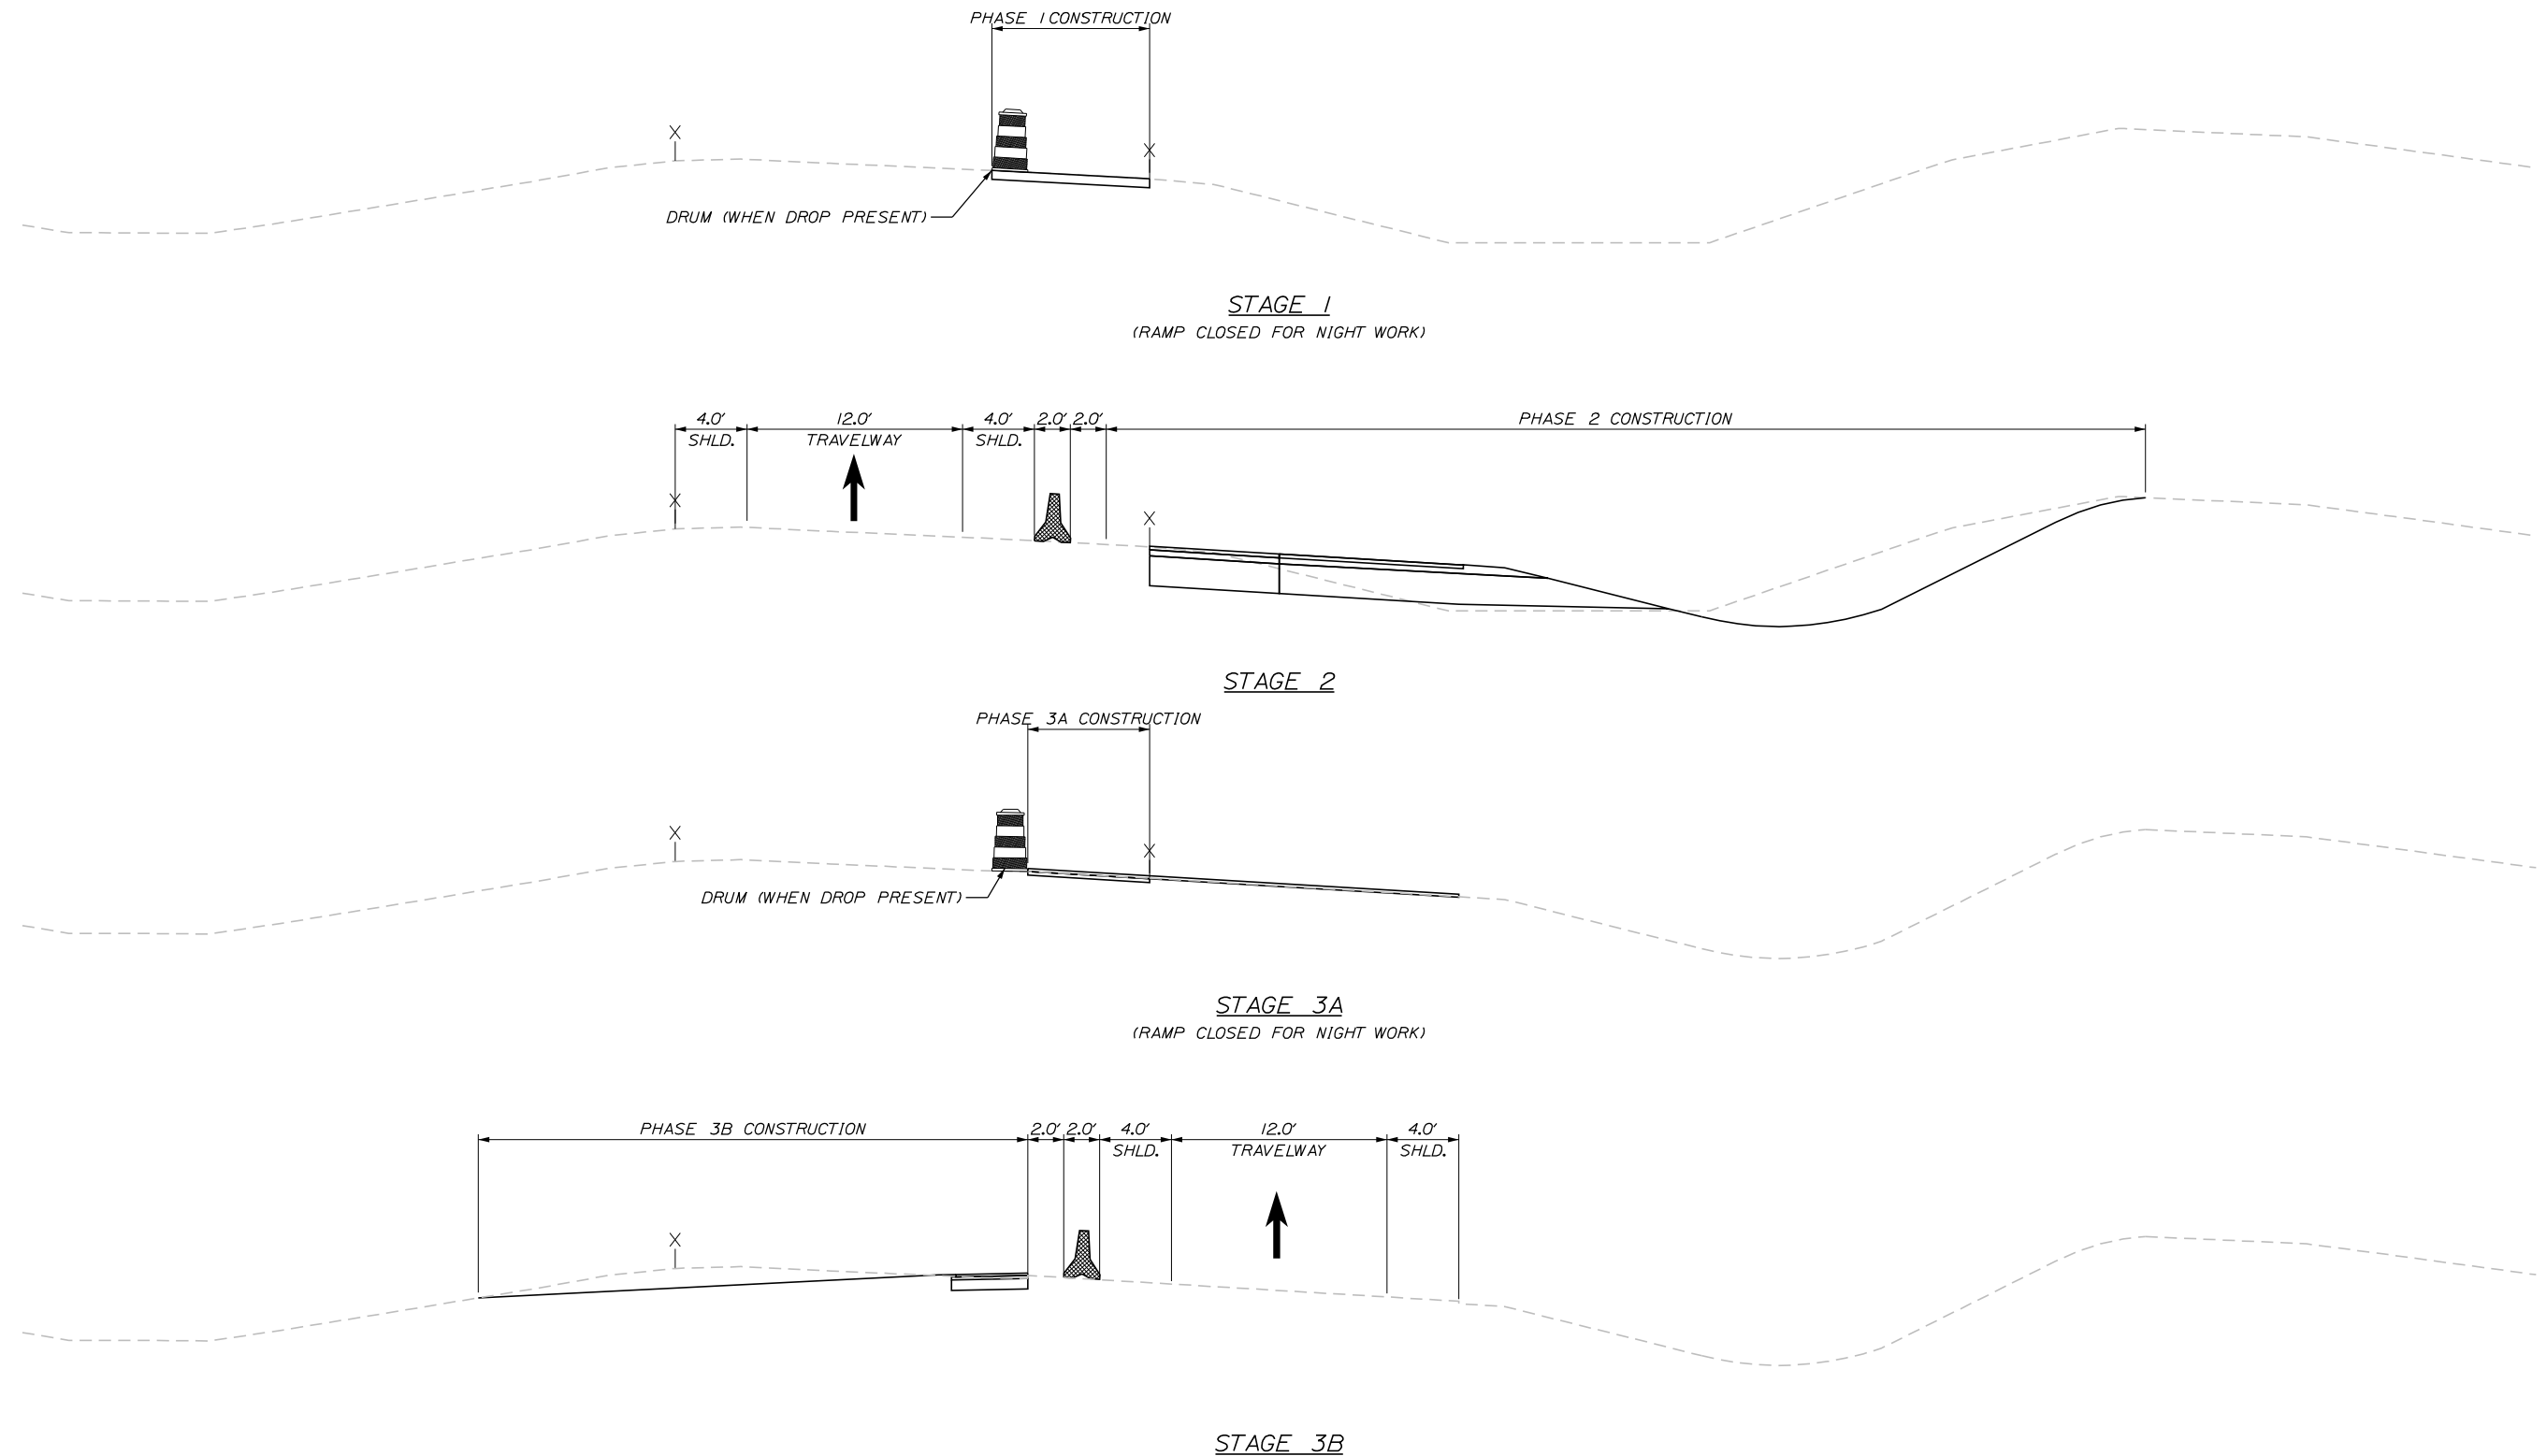 PHASE 1 CONSTRUCTION
X
X
DRUM (WHEN DROP PRESENT)
STAGE 1
(RAMP CLOSED FOR NIGHT WORK)
4.0' 12.0' 4.0' 2.0' 2.0' PHASE 2 CONSTRUCTION
SHLD. TRAVELWAY SHLD.
X
X
STAGE 2
PHASE 3A CONSTRUCTION
X
X
DRUM (WHEN DROP PRESENT)
STAGE 3A
(RAMP CLOSED FOR NIGHT WORK)
PHASE 3B CONSTRUCTION 2.0' 2.0' 4.0' 12.0' 4.0'
SHLD. TRAVELWAY SHLD.
X
STAGE 3B